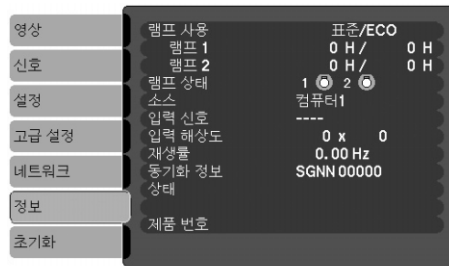 영상
신호
설정
고급 설정
네트워크
정보
초기화
램프 사용 표준/ECO
램프 1 0 H / 0 H
램프 2 0 H / 0 H
램프 상태 1 2
소스 컴퓨터1
입력 신호 ----
입력 해상도 0 x 0
재생률 0.00 Hz
동기화 정보 SGNN 00000
상태
제품 번호